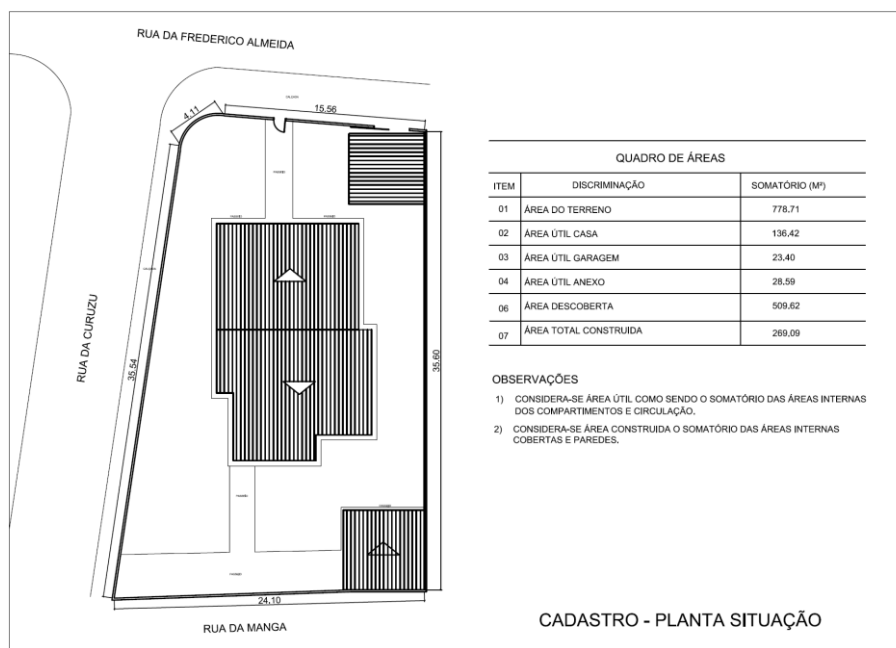 RUA DA FREDERICO ALMEIDA
4.11
15.56
RUA DA CURUZU
35.54
35.60
24.10
RUA DA MANGA
QUADRO DE ÁREAS
ITEM DISCRIMINAÇÃO SOMATÓRIO (M²)
01 ÁREA DO TERRENO 778.71
02 ÁREA ÚTIL CASA 136.42
03 ÁREA ÚTIL GARAGEM 23.40
04 ÁREA ÚTIL ANEXO 28.59
06 ÁREA DESCOBERTA 509.62
07 ÁREA TOTAL CONSTRUIDA 269,09
OBSERVAÇÕES
1) CONSIDERA-SE ÁREA ÚTIL COMO SENDO O SOMATÓRIO DAS ÁREAS INTERNAS
DOS COMPARTIMENTOS E CIRCULAÇÃO.
2) CONSIDERA-SE ÁREA CONSTRUIDA O SOMATÓRIO DAS ÁREAS INTERNAS
COBERTAS E PAREDES.
CADASTRO - PLANTA SITUAÇÃO